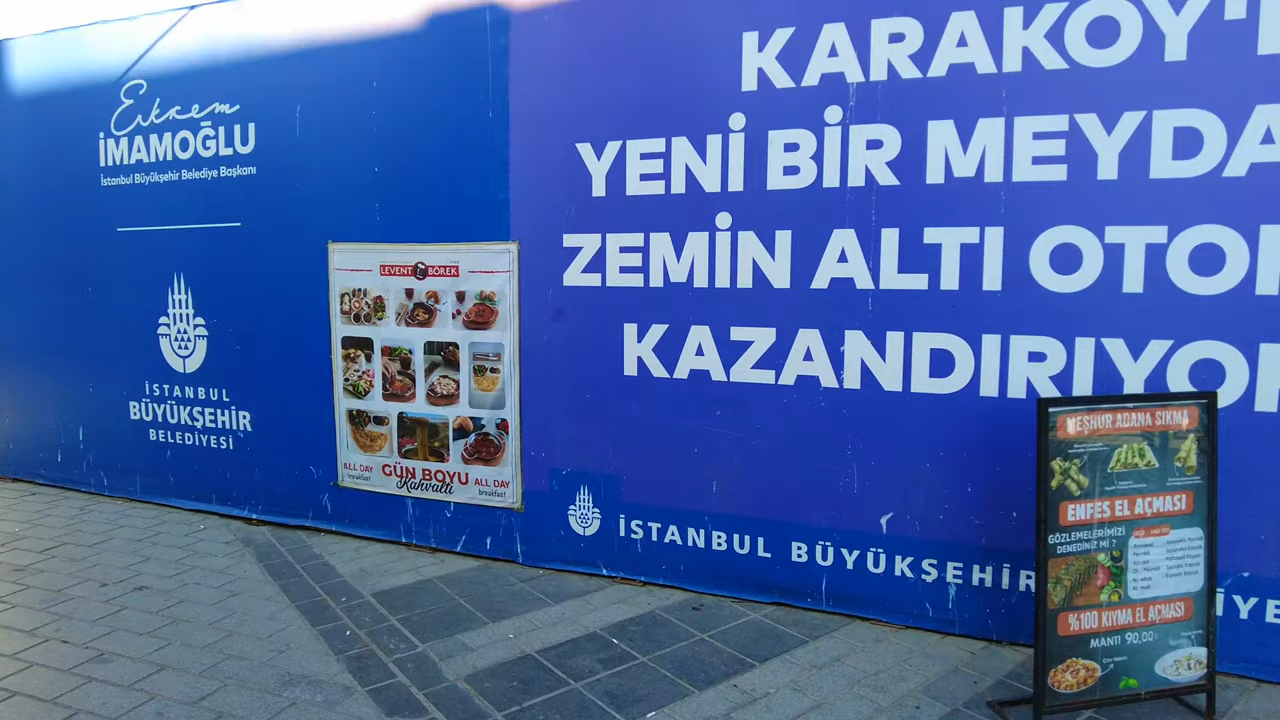 Ekrem
İMAMOĞLU
İstanbul Büyükşehir Belediye Başkanı
İSTANBUL
BÜYÜKŞEHİR
BELEDİYESİ
LEVENT BÖREK
ALL DAY
breakfast
GÜN BOYU
Kahvaltı
ALL DAY
breakfast
KARAKÖY'
YENİ BİR MEYDA
ZEMİN ALTI OTO
KAZANDIRIYO
İSTANBUL BÜYÜKŞEHİR
İYE
MEŞHUR ADANA SIKMA
ENFES EL AÇMASI
GÖZLEMELERİMİZİ
DENEDİNİZ Mİ ?
%100 KIYMA EL AÇMASI
MANTI 90,00